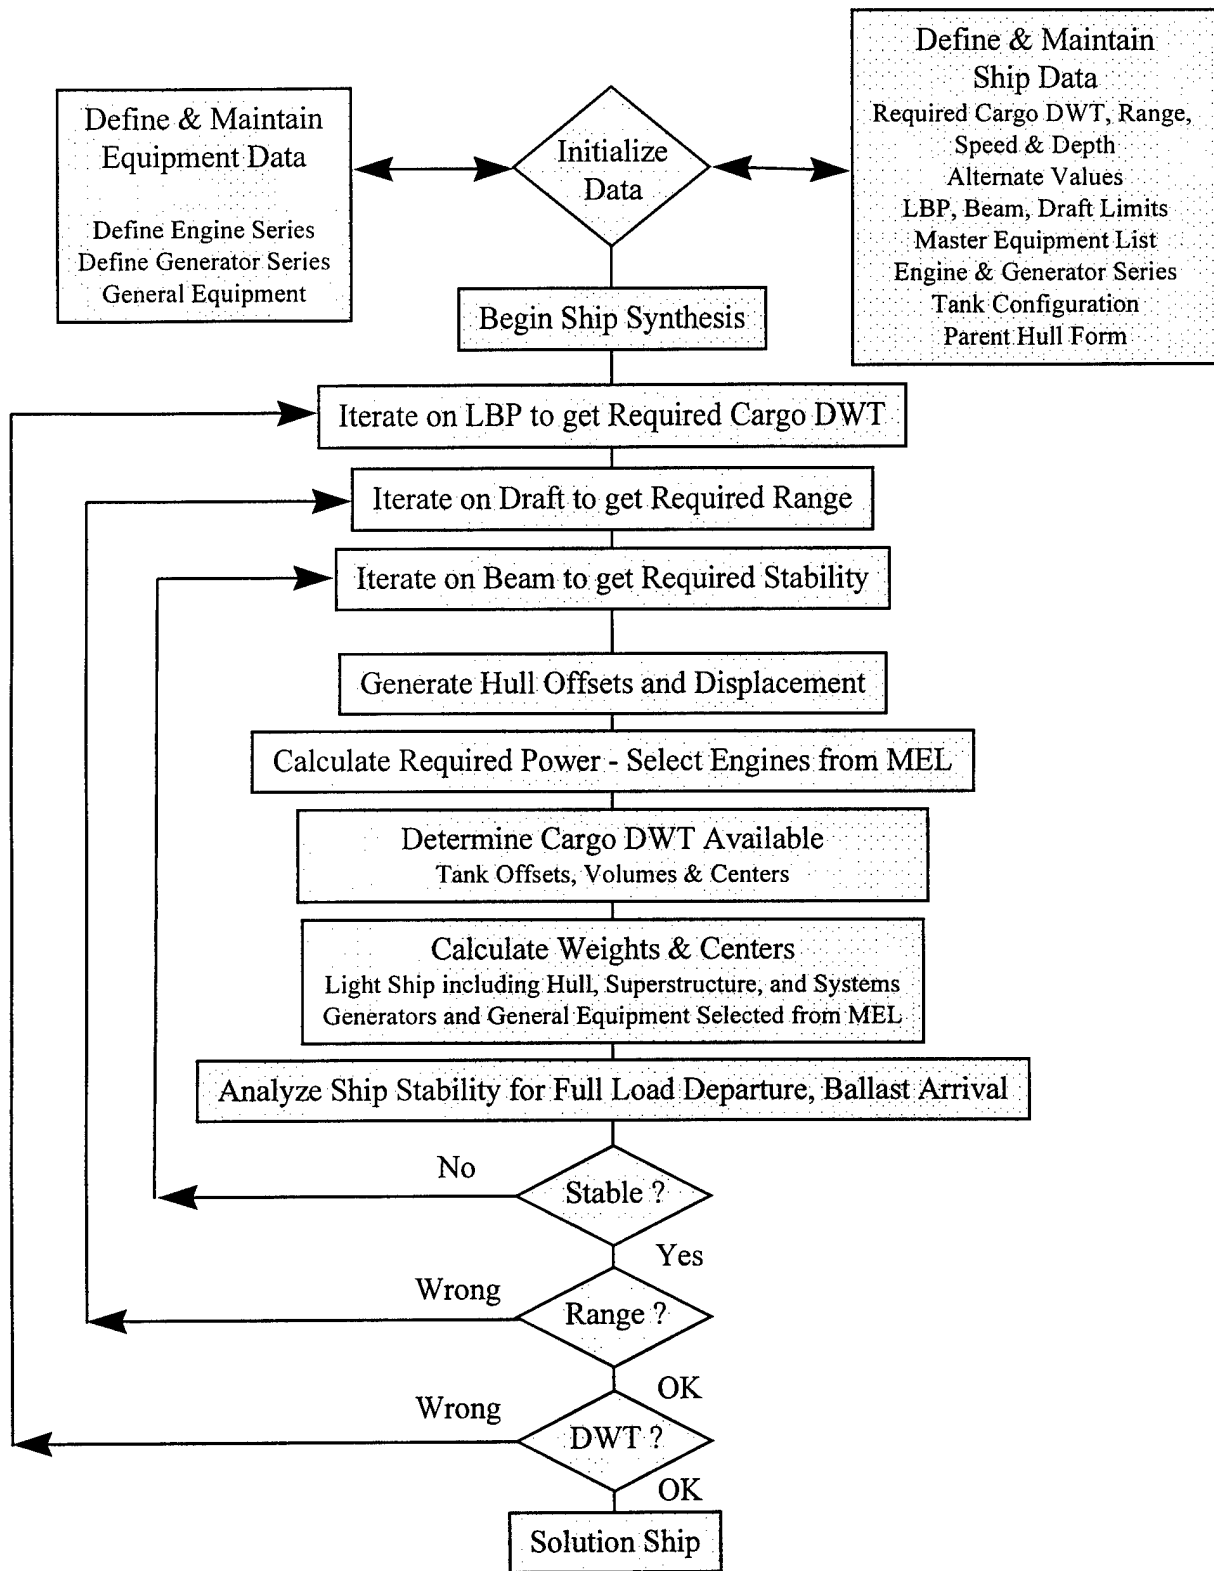 Define & Maintain
Equipment Data
Define Engine Series
Define Generator Series
General Equipment
Initialize
Data
Define & Maintain
Ship Data
Required Cargo DWT, Range,
Speed & Depth
Alternate Values
LBP, Beam, Draft Limits
Master Equipment List
Engine & Generator Series
Tank Configuration
Parent Hull Form
Begin Ship Synthesis
Iterate on LBP to get Required Cargo DWT
Iterate on Draft to get Required Range
Iterate on Beam to get Required Stability
Generate Hull Offsets and Displacement
Calculate Required Power - Select Engines from MEL
Determine Cargo DWT Available
Tank Offsets, Volumes & Centers
Calculate Weights & Centers
Light Ship including Hull, Superstructure, and Systems
Generators and General Equipment Selected from MEL
Analyze Ship Stability for Full Load Departure, Ballast Arrival
No
Stable ?
Yes
Wrong
Range ?
OK
Wrong
DWT ?
OK
Solution Ship